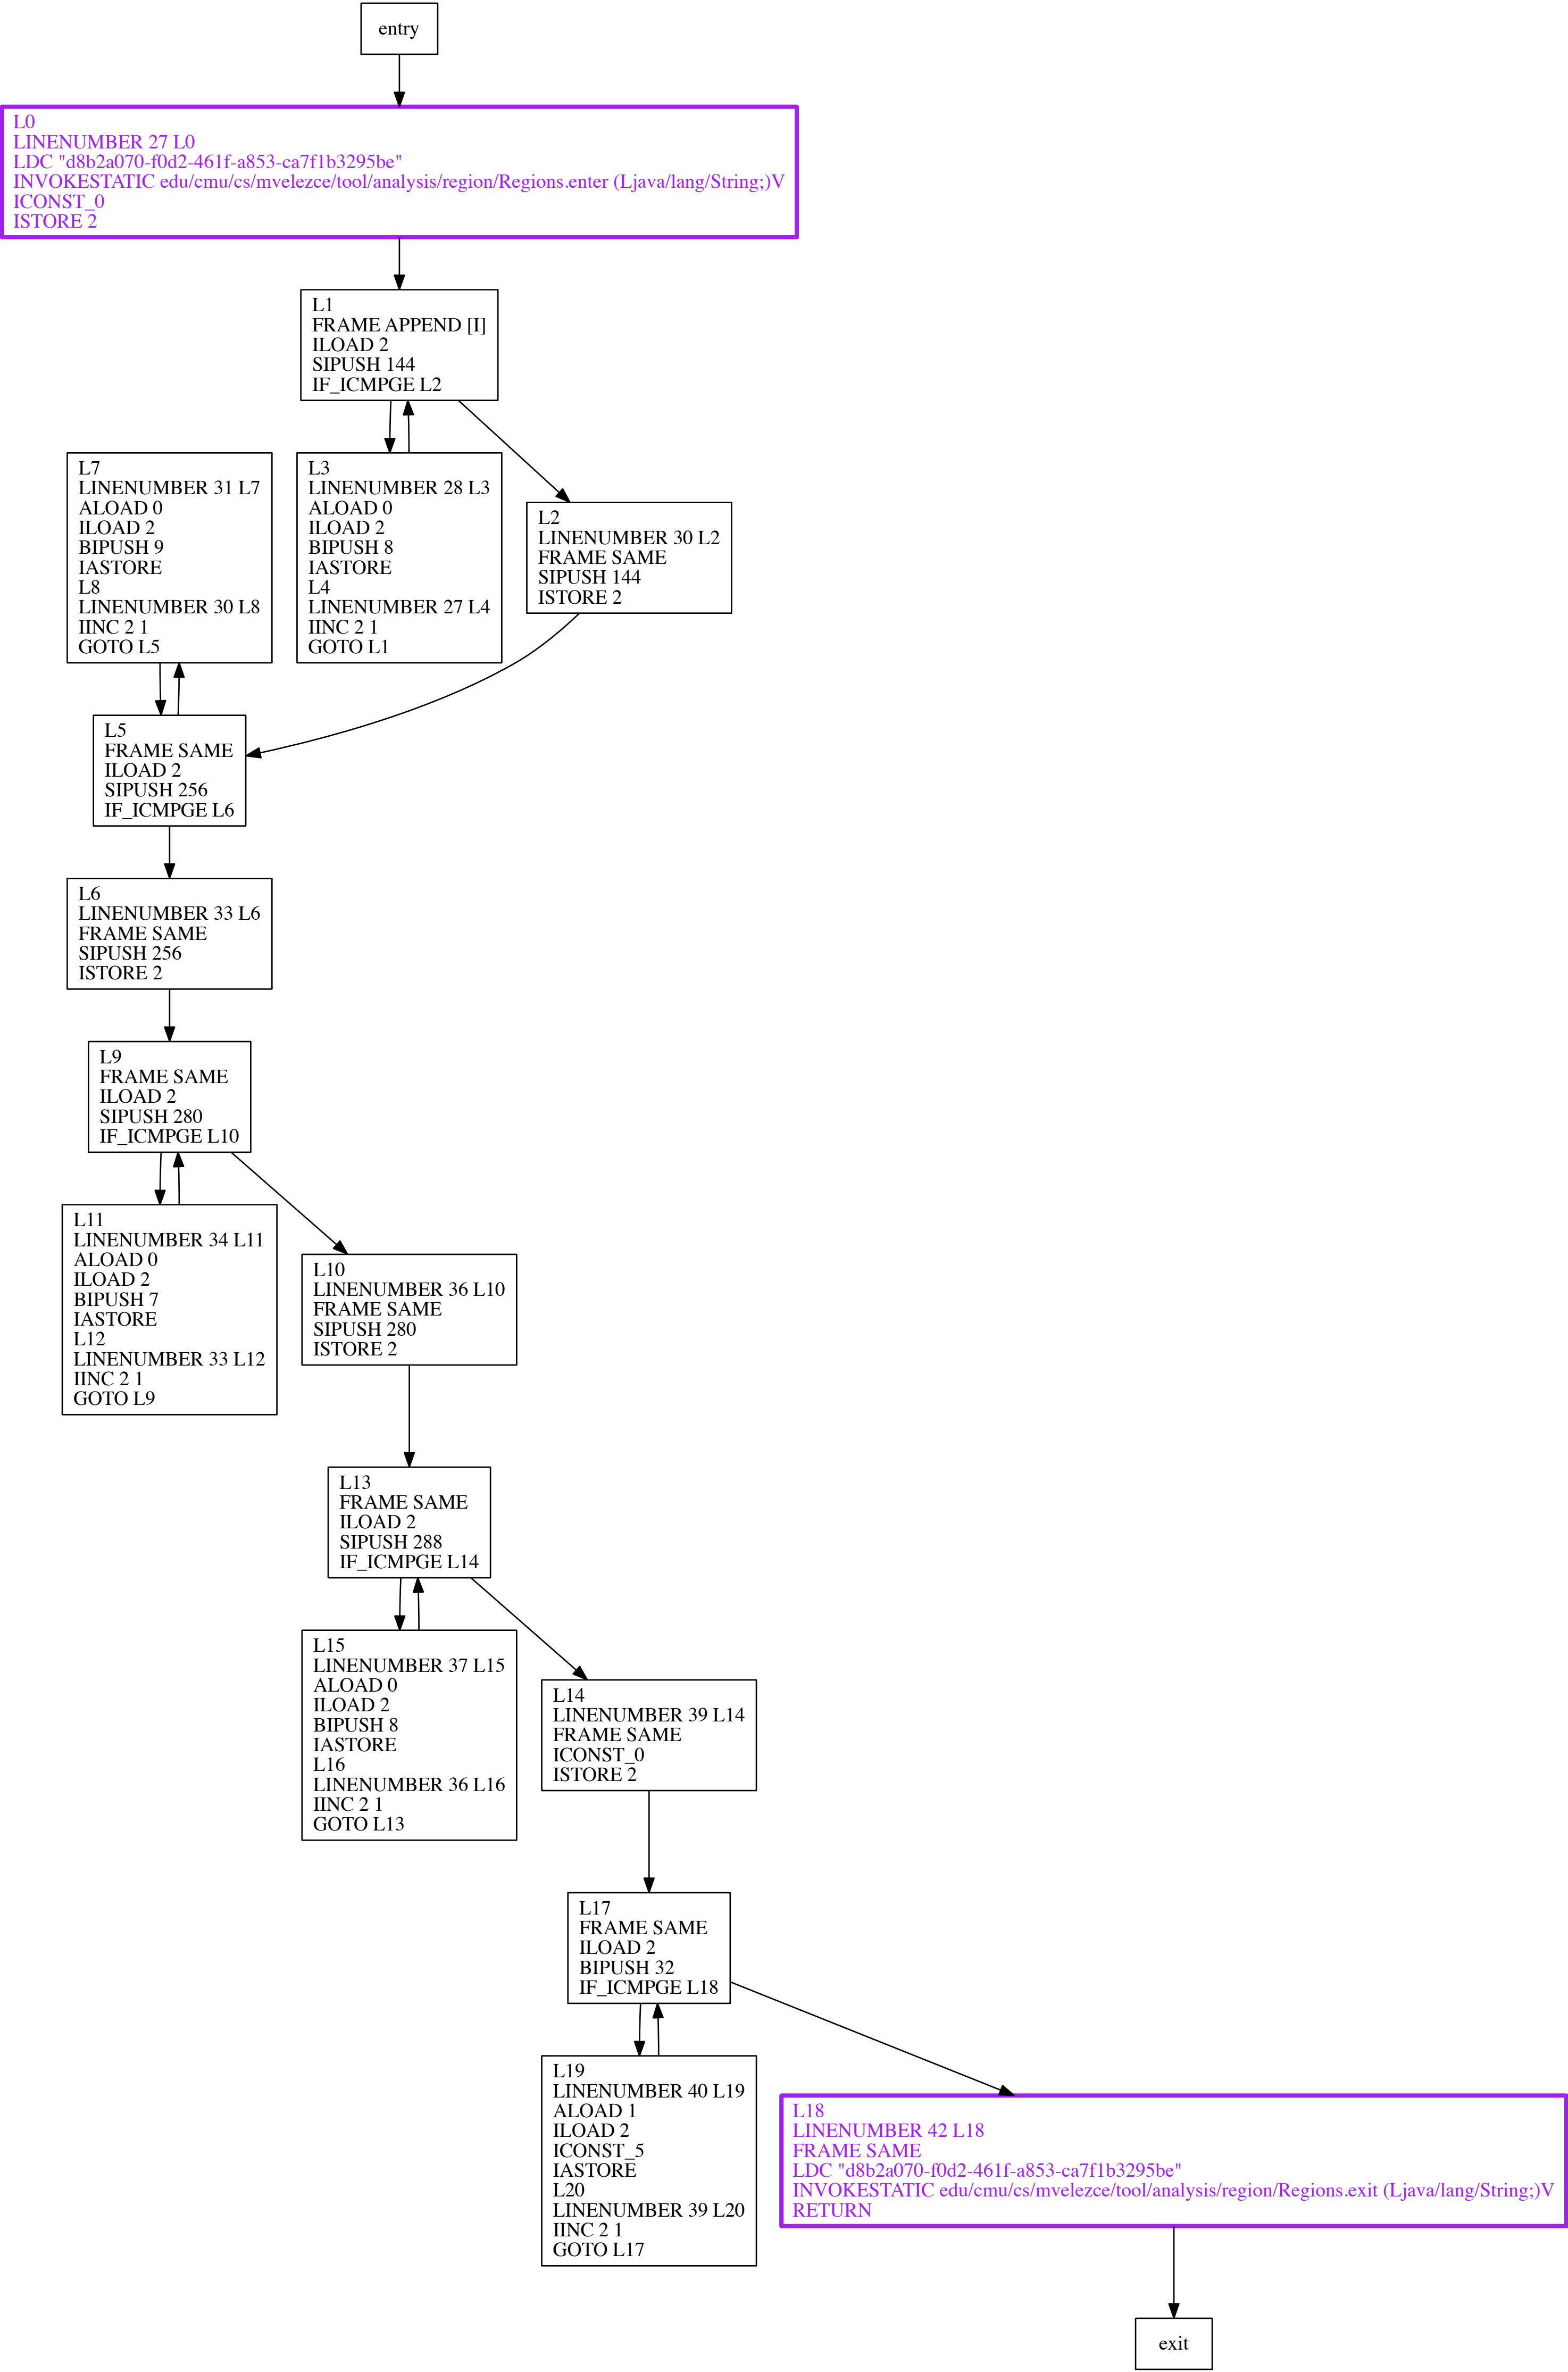 entry
L0
LINENUMBER 27 L0
LDC "d8b2a070-f0d2-461f-a853-ca7f1b3295be"
INVOKESTATIC edu/cmu/cs/mvelezce/tool/analysis/region/Regions.enter (Ljava/lang/String;)V
ICONST_0
ISTORE 2
L1
FRAME APPEND [I]
ILOAD 2
SIPUSH 144
IF_ICMPGE L2
L7
LINENUMBER 31 L7
ALOAD 0
ILOAD 2
BIPUSH 9
IASTORE
L8
LINENUMBER 30 L8
IINC 2 1
GOTO L5
L3
LINENUMBER 28 L3
ALOAD 0
ILOAD 2
BIPUSH 8
IASTORE
L4
LINENUMBER 27 L4
IINC 2 1
GOTO L1
L2
LINENUMBER 30 L2
FRAME SAME
SIPUSH 144
ISTORE 2
L5
FRAME SAME
ILOAD 2
SIPUSH 256
IF_ICMPGE L6
L6
LINENUMBER 33 L6
FRAME SAME
SIPUSH 256
ISTORE 2
L9
FRAME SAME
ILOAD 2
SIPUSH 280
IF_ICMPGE L10
L11
LINENUMBER 34 L11
ALOAD 0
ILOAD 2
BIPUSH 7
IASTORE
L12
LINENUMBER 33 L12
IINC 2 1
GOTO L9
L10
LINENUMBER 36 L10
FRAME SAME
SIPUSH 280
ISTORE 2
L13
FRAME SAME
ILOAD 2
SIPUSH 288
IF_ICMPGE L14
L15
LINENUMBER 37 L15
ALOAD 0
ILOAD 2
BIPUSH 8
IASTORE
L16
LINENUMBER 36 L16
IINC 2 1
GOTO L13
L14
LINENUMBER 39 L14
FRAME SAME
ICONST_0
ISTORE 2
L17
FRAME SAME
ILOAD 2
BIPUSH 32
IF_ICMPGE L18
L19
LINENUMBER 40 L19
ALOAD 1
ILOAD 2
ICONST_5
IASTORE
L20
LINENUMBER 39 L20
IINC 2 1
GOTO L17
L18
LINENUMBER 42 L18
FRAME SAME
LDC "d8b2a070-f0d2-461f-a853-ca7f1b3295be"
INVOKESTATIC edu/cmu/cs/mvelezce/tool/analysis/region/Regions.exit (Ljava/lang/String;)V
RETURN
exit